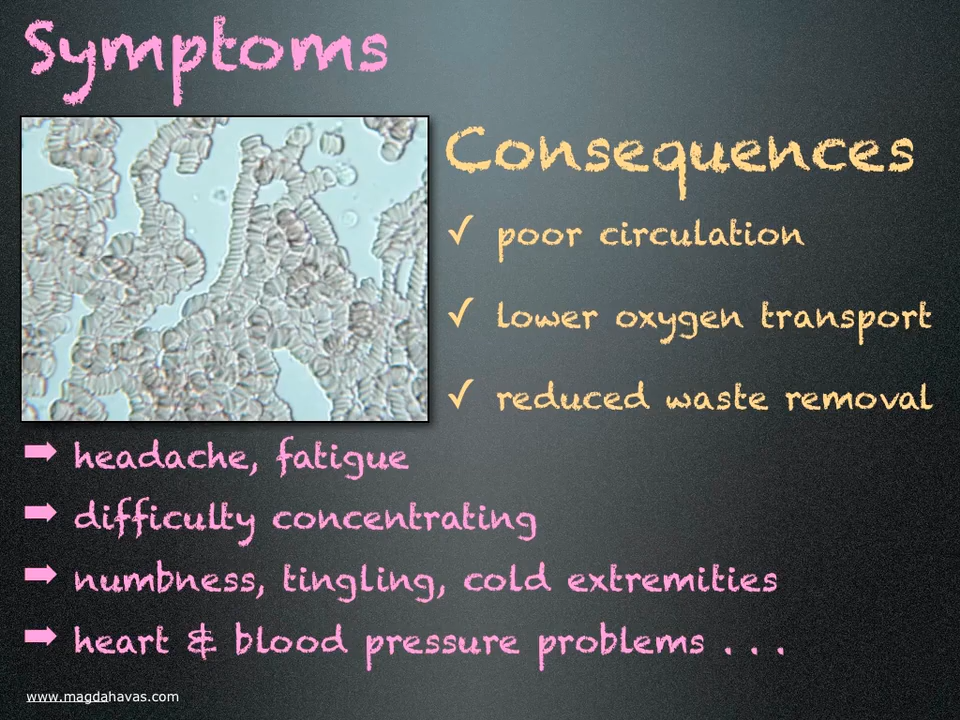 Symptoms
Consequences
✓ poor circulation
✓ lower oxygen transport
✓ reduced waste removal
➡ headache, fatigue
➡ difficulty concentrating
➡ numbness, tingling, cold extremities
➡ heart & blood pressure problems . . .
www.magdahavas.com